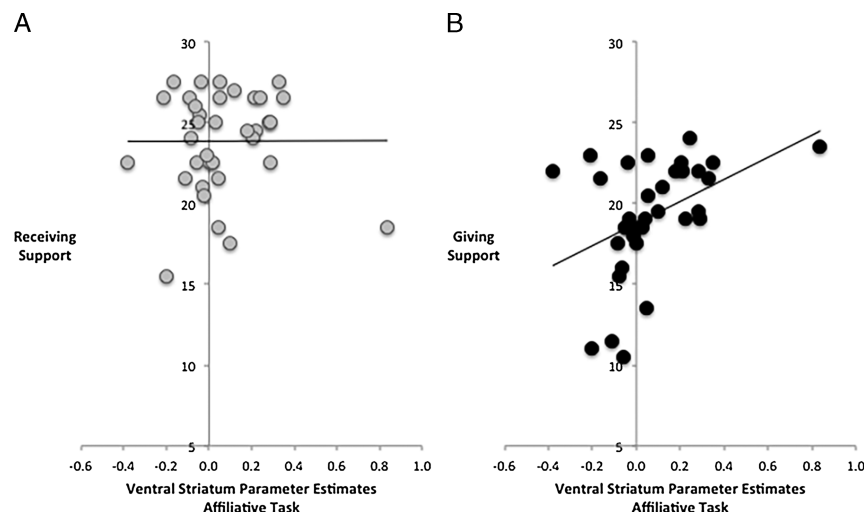 A
B
30
25
20
15
10
5
Receiving
Support
-0.6 -0.4 -0.2 0.0 0.2 0.4 0.6 0.8 1.0
Ventral Striatum Parameter Estimates
Affiliative Task
30
25
20
15
10
5
Giving
Support
-0.6 -0.4 -0.2 0.0 0.2 0.4 0.6 0.8 1.0
Ventral Striatum Parameter Estimates
Affiliative Task